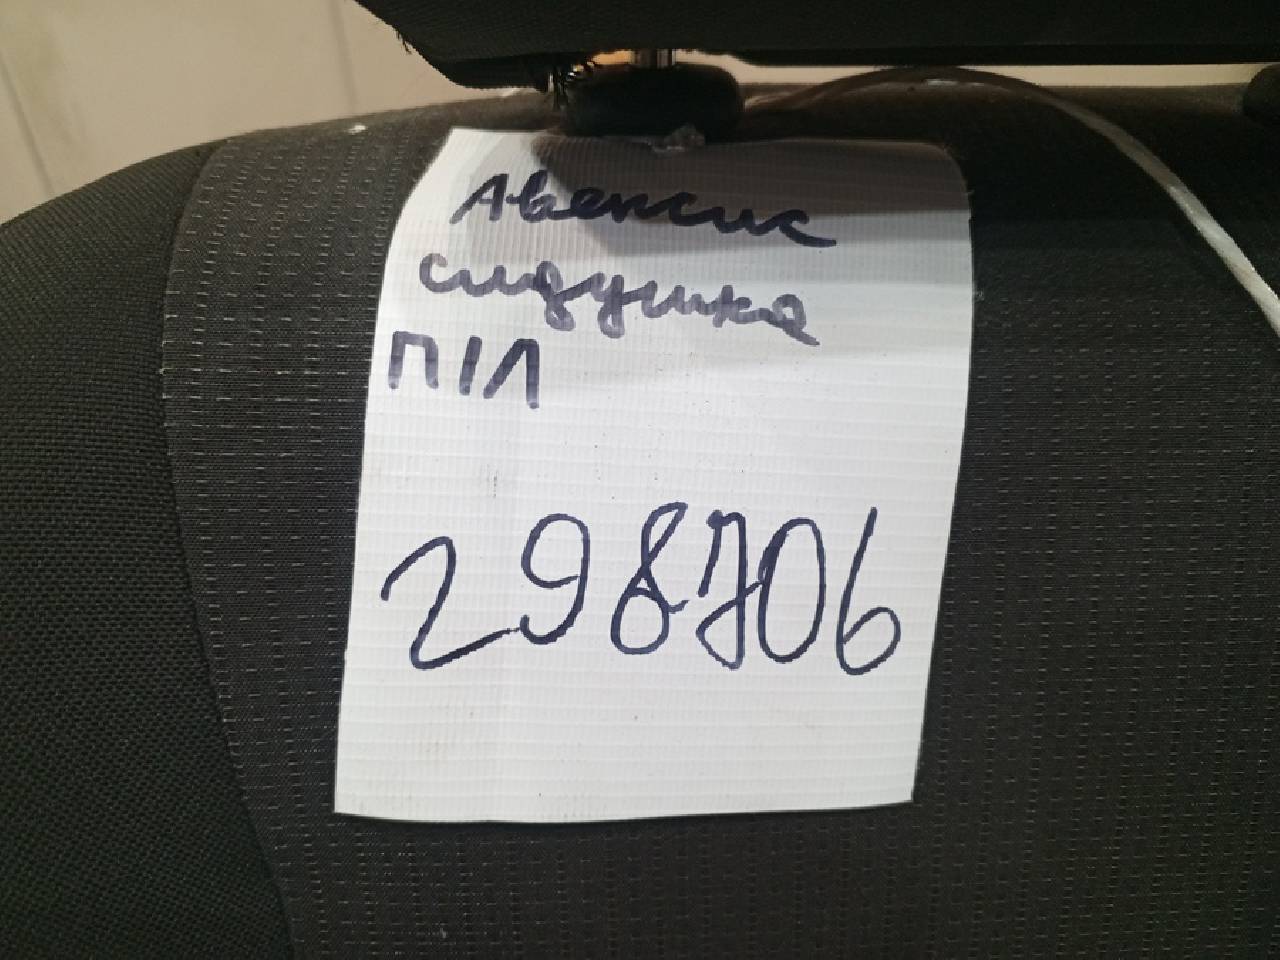 Авенсис
сидушка
П/Л
298706